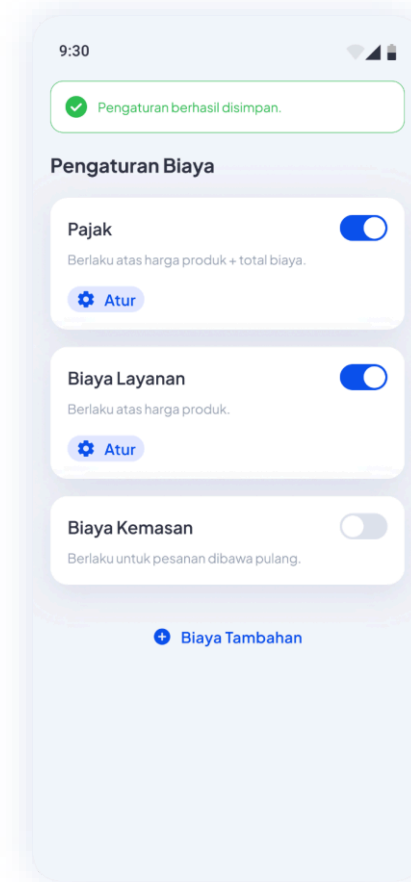 9:30
Pengaturan berhasil disimpan.
Pengaturan Biaya
Pajak
Berlaku atas harga produk + total biaya.
Atur
Biaya Layanan
Berlaku atas harga produk.
Atur
Biaya Kemasan
Berlaku untuk pesanan dibawa pulang.
Biaya Tambahan